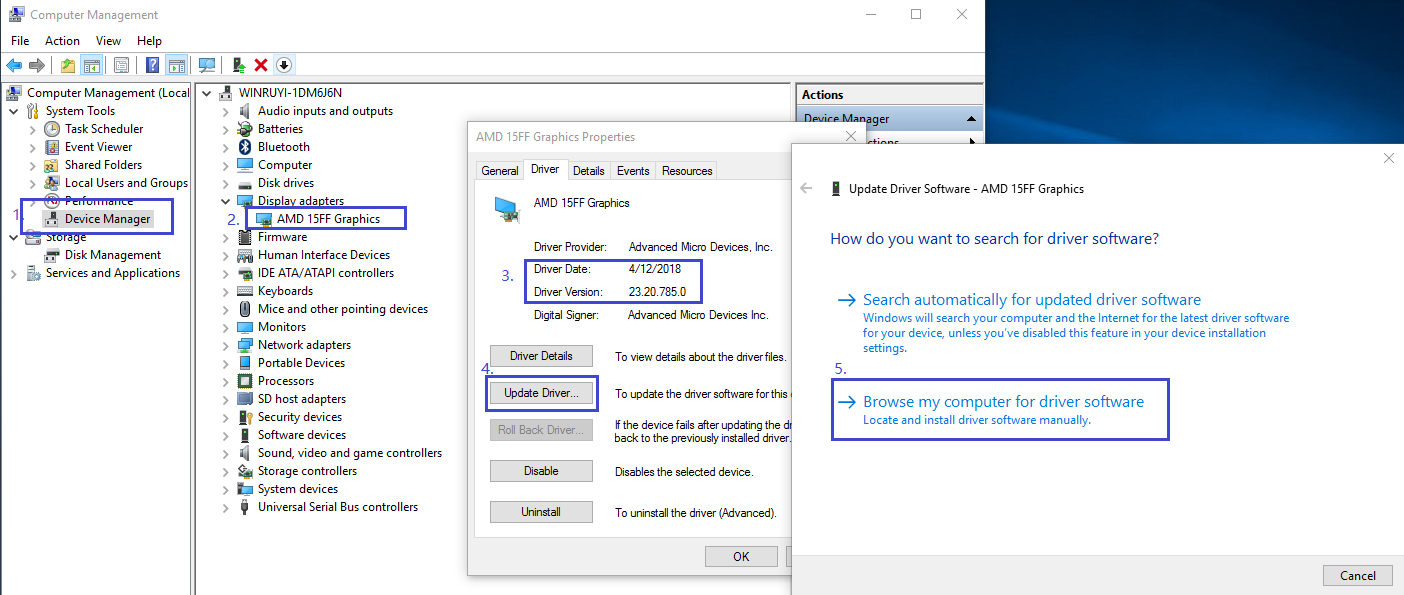 Computer Management
File Action View Help
Computer Management (Local
System Tools
Task Scheduler
Event Viewer
Shared Folders
Local Users and Groups
Performance
1.
Device Manager
Storage
Disk Management
Services and Applications
WINRUYI-1DM6J6N
Audio inputs and outputs
Batteries
Bluetooth
Computer
Disk drives
Display adapters
2.
AMD 15FF Graphics
Firmware
Human Interface Devices
IDE ATA/ATAPI controllers
Keyboards
Mice and other pointing devices
Monitors
Network adapters
Portable Devices
Processors
SD host adapters
Security devices
Software devices
Sound, video and game controllers
Storage controllers
System devices
Universal Serial Bus controllers
Actions
Device Manager
AMD 15FF Graphics Properties
General Driver Details Events Resources
AMD 15FF Graphics
Driver Provider: Advanced Micro Devices, Inc.
3.
Driver Date: 4/12/2018
Driver Version: 23.20.785.0
Digital Signer: Advanced Micro Devices Inc.
Driver Details To view details about the driver files.
4.
Update Driver... To update the driver software for this
Roll Back Driver... If the device fails after updating the
back to the previously installed driver.
Disable Disables the selected device.
Uninstall To uninstall the driver (Advanced).
OK
Update Driver Software - AMD 15FF Graphics
How do you want to search for driver software?
Search automatically for updated driver software
Windows will search your computer and the Internet for the latest driver software
for your device, unless you've disabled this feature in your device installation
settings.
5.
Browse my computer for driver software
Locate and install driver software manually.
Cancel